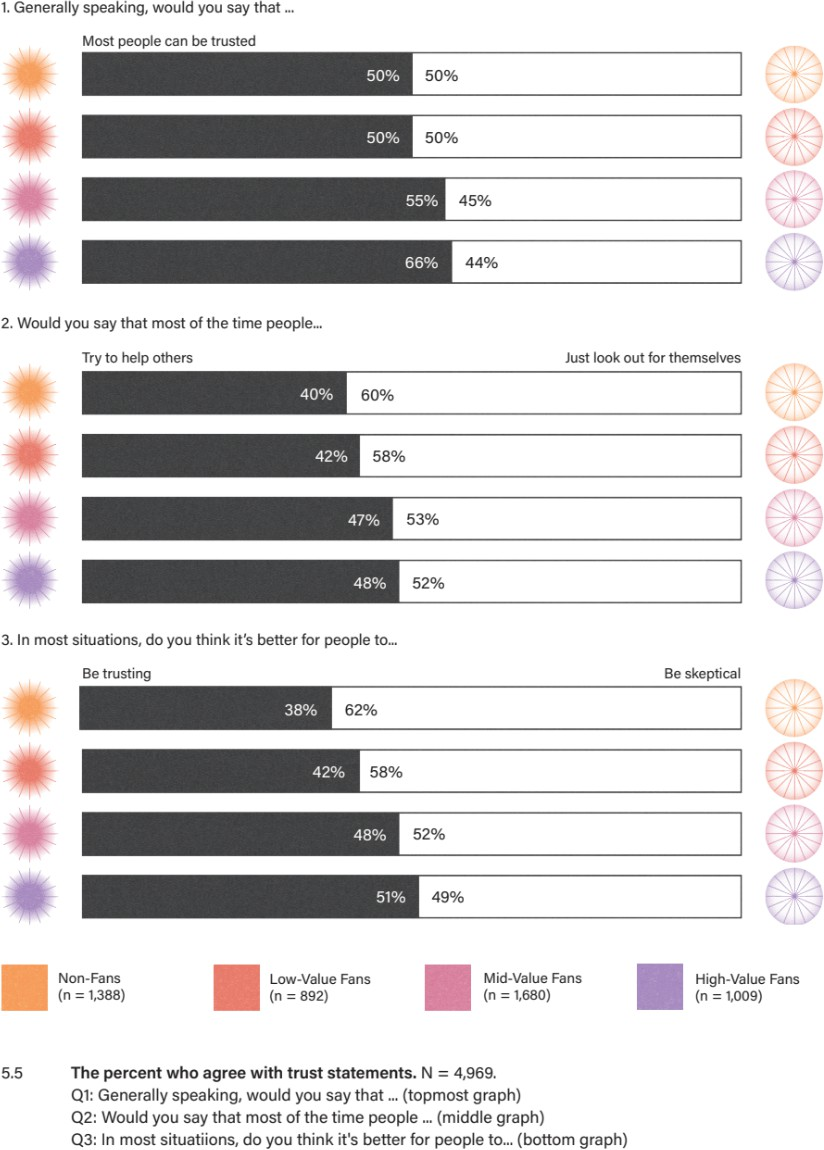 1. Generally speaking, would you say that ...
Most people can be trusted
50% 50%
50% 50%
55% 45%
66% 44%
2. Would you say that most of the time people...
Try to help others Just look out for themselves
40% 60%
42% 58%
47% 53%
48% 52%
3. In most situations, do you think it’s better for people to...
Be trusting Be skeptical
38% 62%
42% 58%
48% 52%
51% 49%
Non-Fans Low-Value Fans Mid-Value Fans High-Value Fans
(n = 1,388) (n = 892) (n = 1,680) (n = 1,009)
5.5 The percent who agree with trust statements. N = 4,969.
Q1: Generally speaking, would you say that ... (topmost graph)
Q2: Would you say that most of the time people ... (middle graph)
Q3: In most situatiions, do you think it's better for people to... (bottom graph)